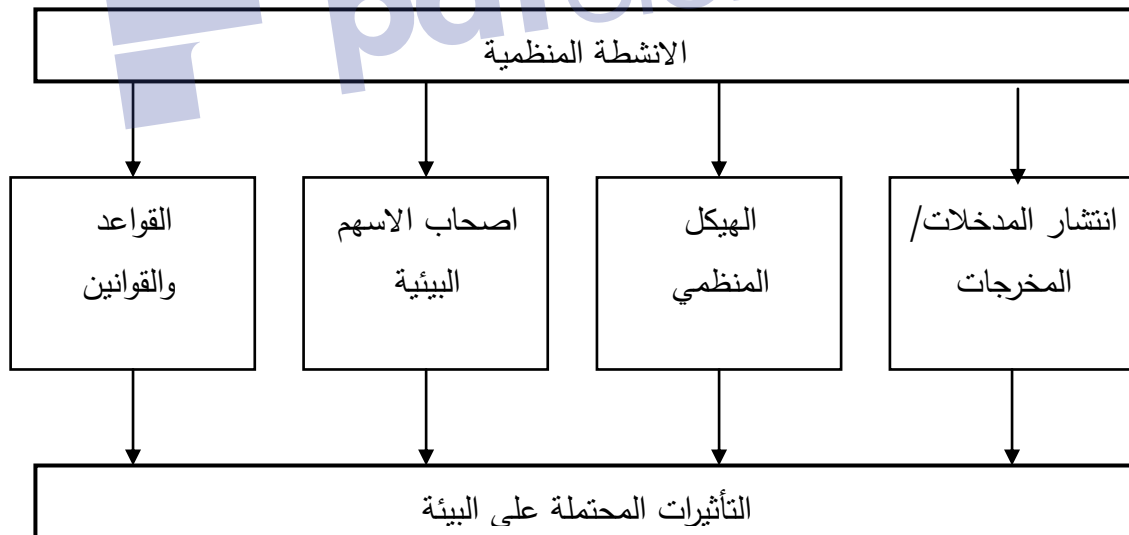 الانشطة المنظمية
انتشار المدخلات/
المخرجات
الهيكل
المنظمي
اصحاب الاسهم
البيئية
القواعد
والقوانين
التأثيرات المحتملة على البيئة